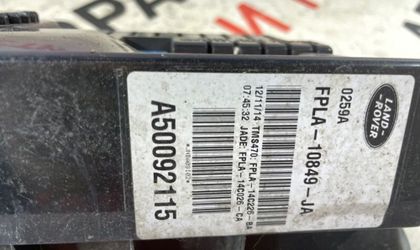 LAND-
ROVER
0259A
FPLA-10849-JA
12/11/14 TMS470: FPLA-14C226-BA
07:45:32 JADE: FPLA-14C026-CA
A50092115